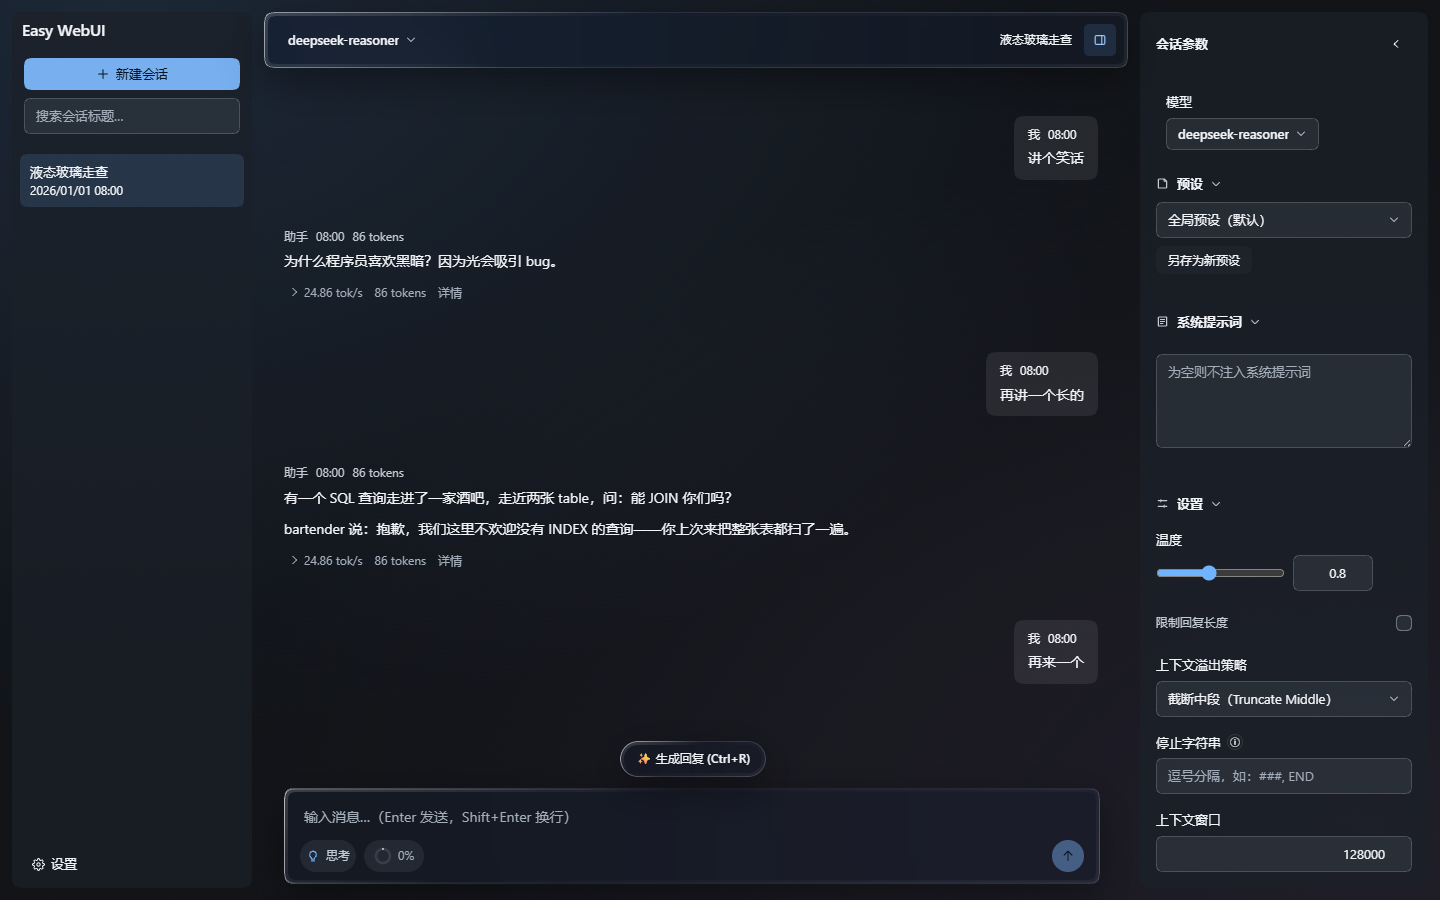 Easy WebUI
新建会话
搜索会话标题...
液态玻璃走查
2026/01/01 08:00
设置
deepseek-reasoner
液态玻璃走查
我 08:00
讲个笑话
助手 08:00 86 tokens
为什么程序员喜欢黑暗？因为光会吸引 bug。
24.86 tok/s 86 tokens 详情
我 08:00
再讲一个长的
助手 08:00 86 tokens
有一个 SQL 查询走进了一家酒吧，走近两张 table，问：能 JOIN 你们吗？
bartender 说：抱歉，我们这里不欢迎没有 INDEX 的查询——你上次来把整张表都扫了一遍。
24.86 tok/s 86 tokens 详情
我 08:00
再来一个
✨ 生成回复 (Ctrl+R)
输入消息...（Enter 发送，Shift+Enter 换行）
思考 0%
会话参数
模型
deepseek-reasoner
预设
全局预设（默认）
另存为新预设
系统提示词
为空则不注入系统提示词
设置
温度
0.8
限制回复长度
上下文溢出策略
截断中段（Truncate Middle）
停止字符串
逗号分隔，如：###, END
上下文窗口
128000